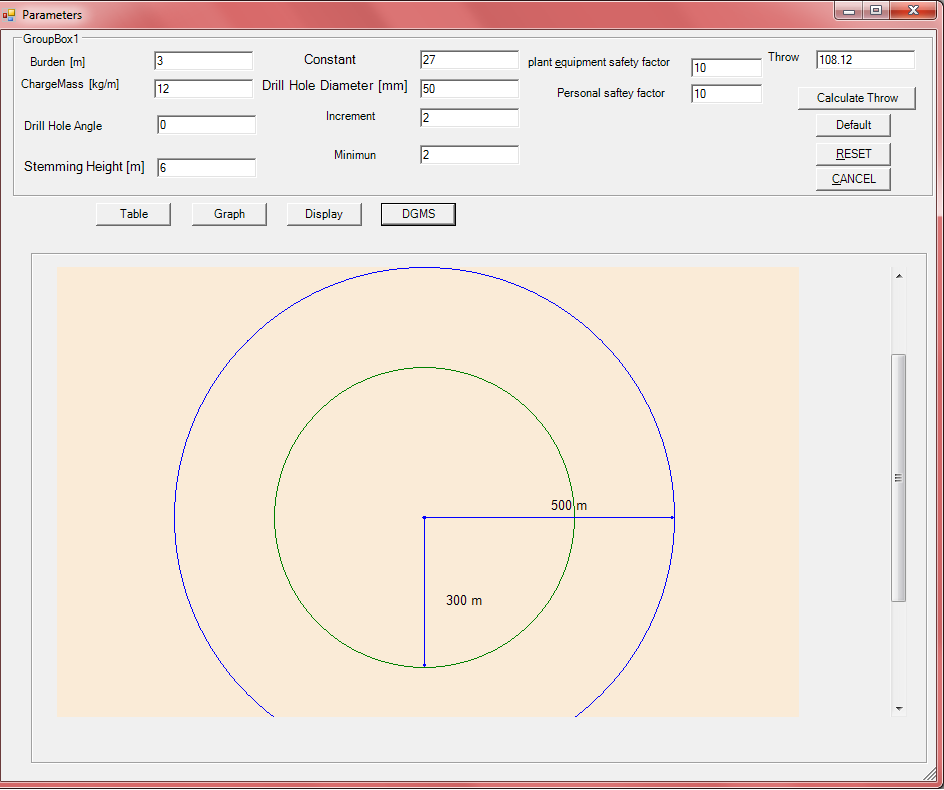 Parameters
GroupBox1
Burden [m] 3 Constant 27 plant equipment safety factor 10 Throw 108.12
ChargeMass [kg/m] 12 Drill Hole Diameter [mm] 50 Personal saftey factor 10 Calculate Throw
Drill Hole Angle 0 Increment 2 Default
Stemming Height [m] 6 Minimun 2 RESET
CANCEL
Table Graph Display DGMS
500 m
300 m